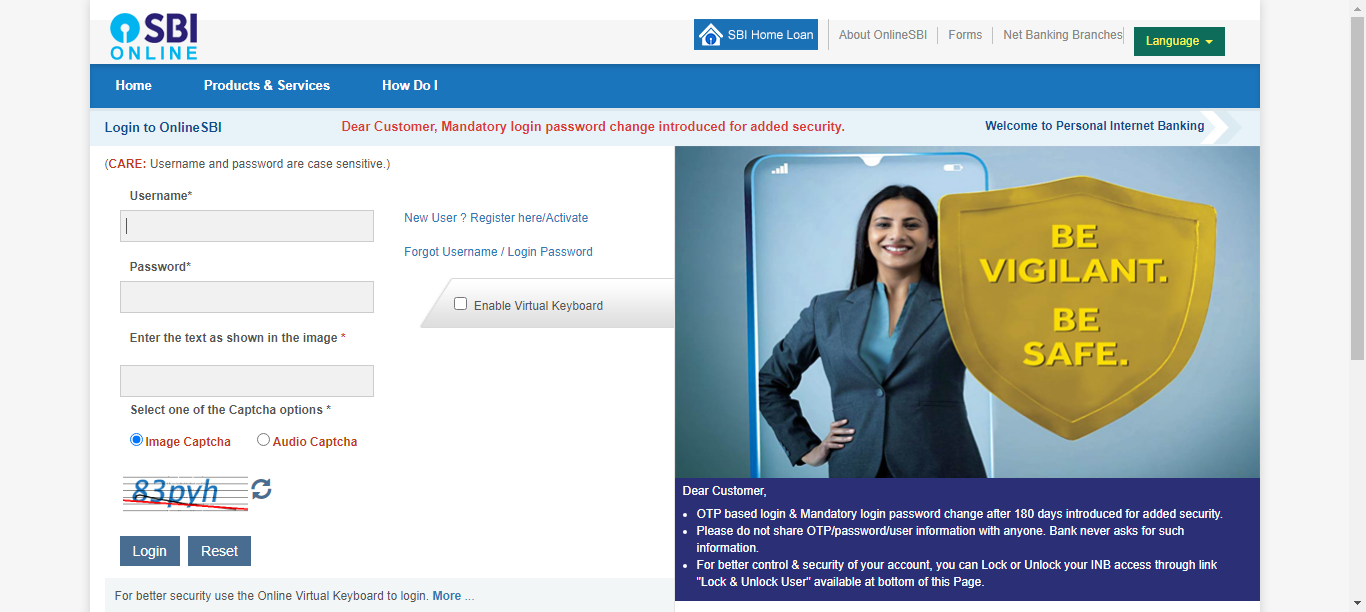 SBI
ONLINE
SBI Home Loan
About OnlineSBI
Forms
Net Banking Branches
Language
Home
Products & Services
How Do I
Login to OnlineSBI
Dear Customer, Mandatory login password change introduced for added security.
Welcome to Personal Internet Banking
(CARE: Username and password are case sensitive.)
Username*
New User ? Register here/Activate
Forgot Username / Login Password
Password*
Enable Virtual Keyboard
Enter the text as shown in the image *
Select one of the Captcha options *
Image Captcha
Audio Captcha
83pyh
Login
Reset
For better security use the Online Virtual Keyboard to login. More ...
BE
VIGILANT.
BE
SAFE.
Dear Customer,
OTP based login & Mandatory login password change after 180 days introduced for added security.
Please do not share OTP/password/user information with anyone. Bank never asks for such
information.
For better control & security of your account, you can Lock or Unlock your INB access through link
"Lock & Unlock User" available at bottom of this Page.